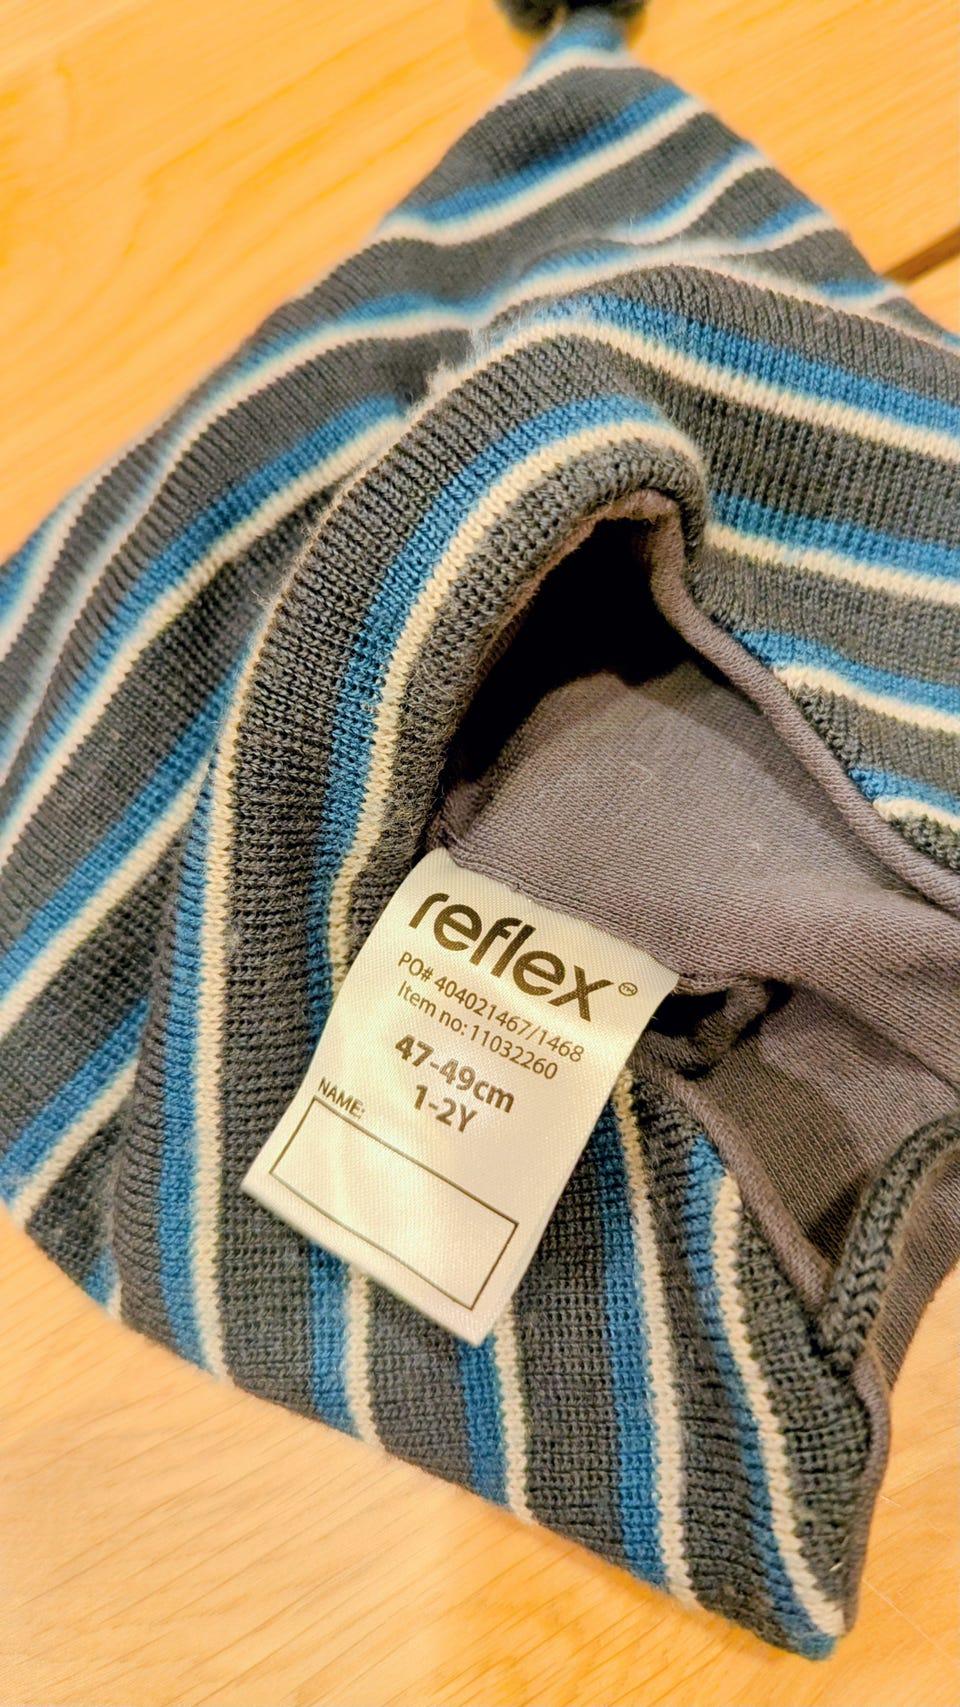 reflex™
PO# 404021467/1468
Item no: 11032260
47-49cm
1-2Y
NAME: